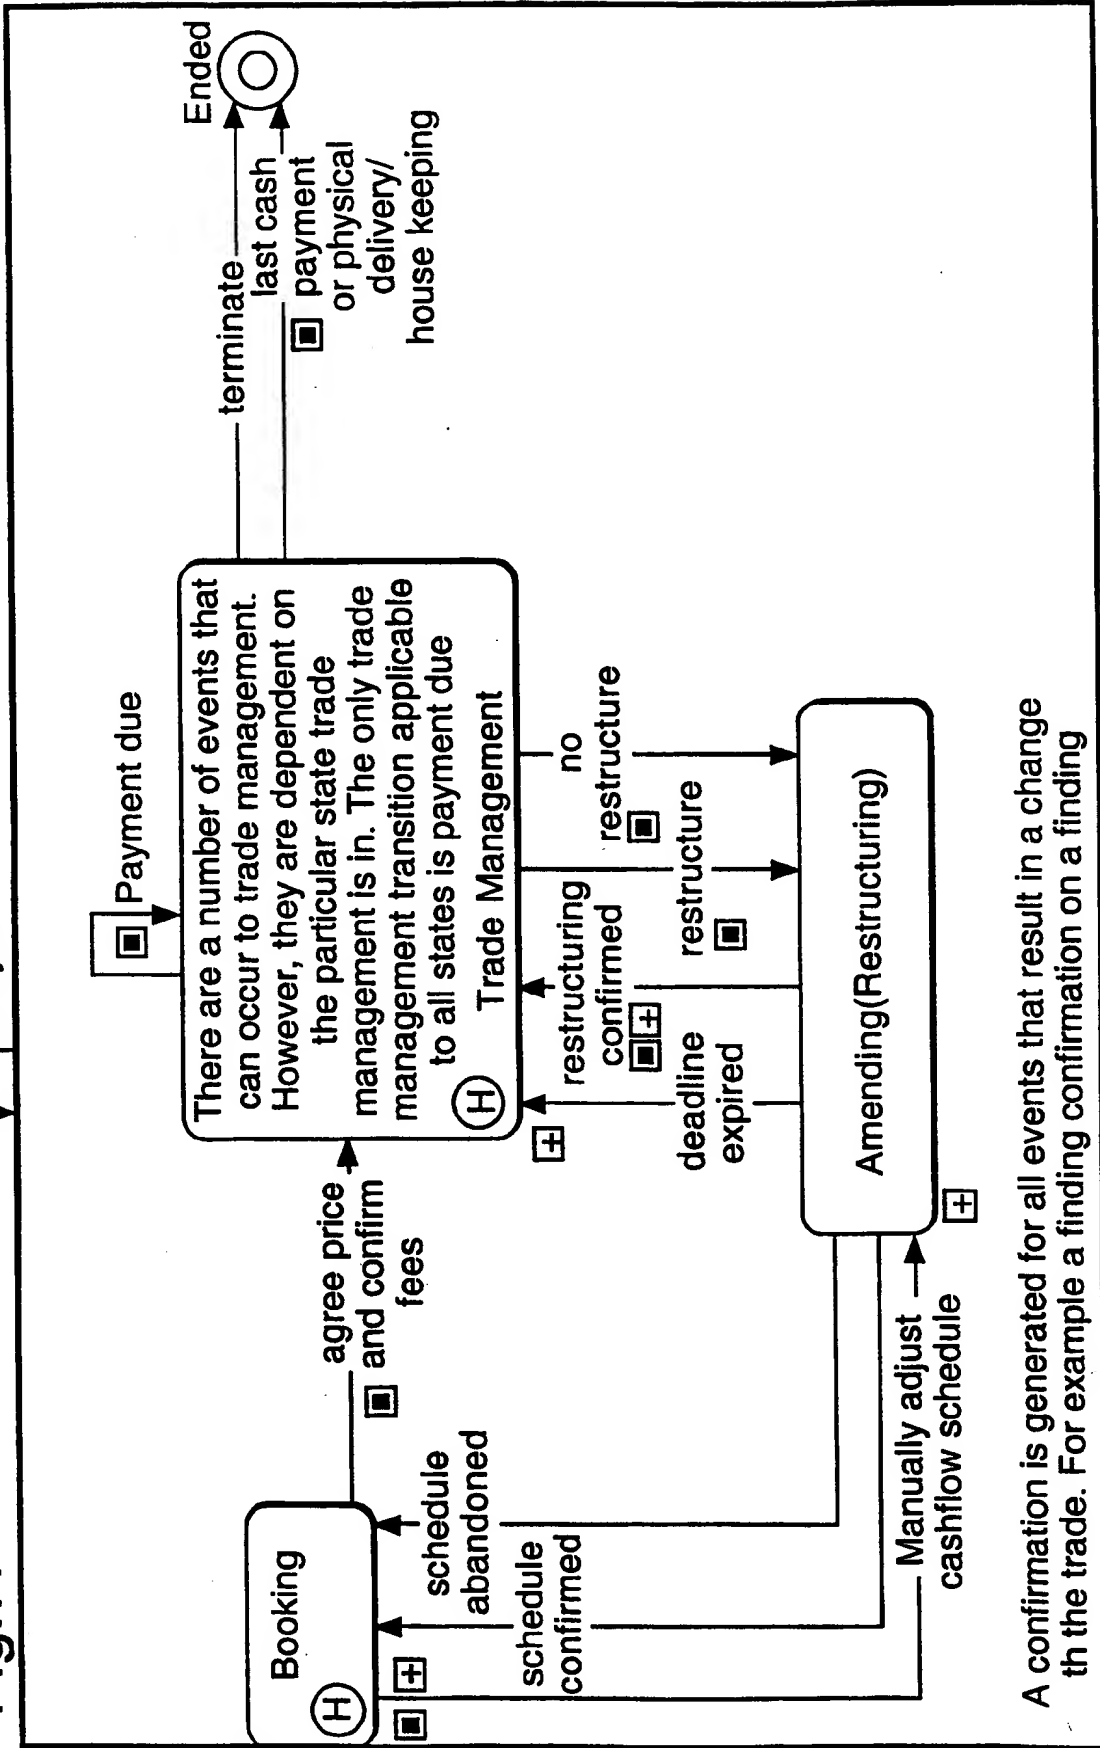 Ended
terminate
last cash
payment
or physical
delivery/
house keeping
Payment due
There are a number of events that
can occur to trade management.
However, they are dependent on
the particular state trade
management is in. The only trade
management transition applicable
to all states is payment due
H
Trade Management
agree price
and confirm
fees
no
restructure
restructure
restructuring
confirmed
deadline
expired
Booking
H
schedule
abandoned
schedule
confirmed
Amending(Restructuring)
Manually adjust
cashflow schedule
A confirmation is generated for all events that result in a change
th the trade. For example a finding confirmation on a finding